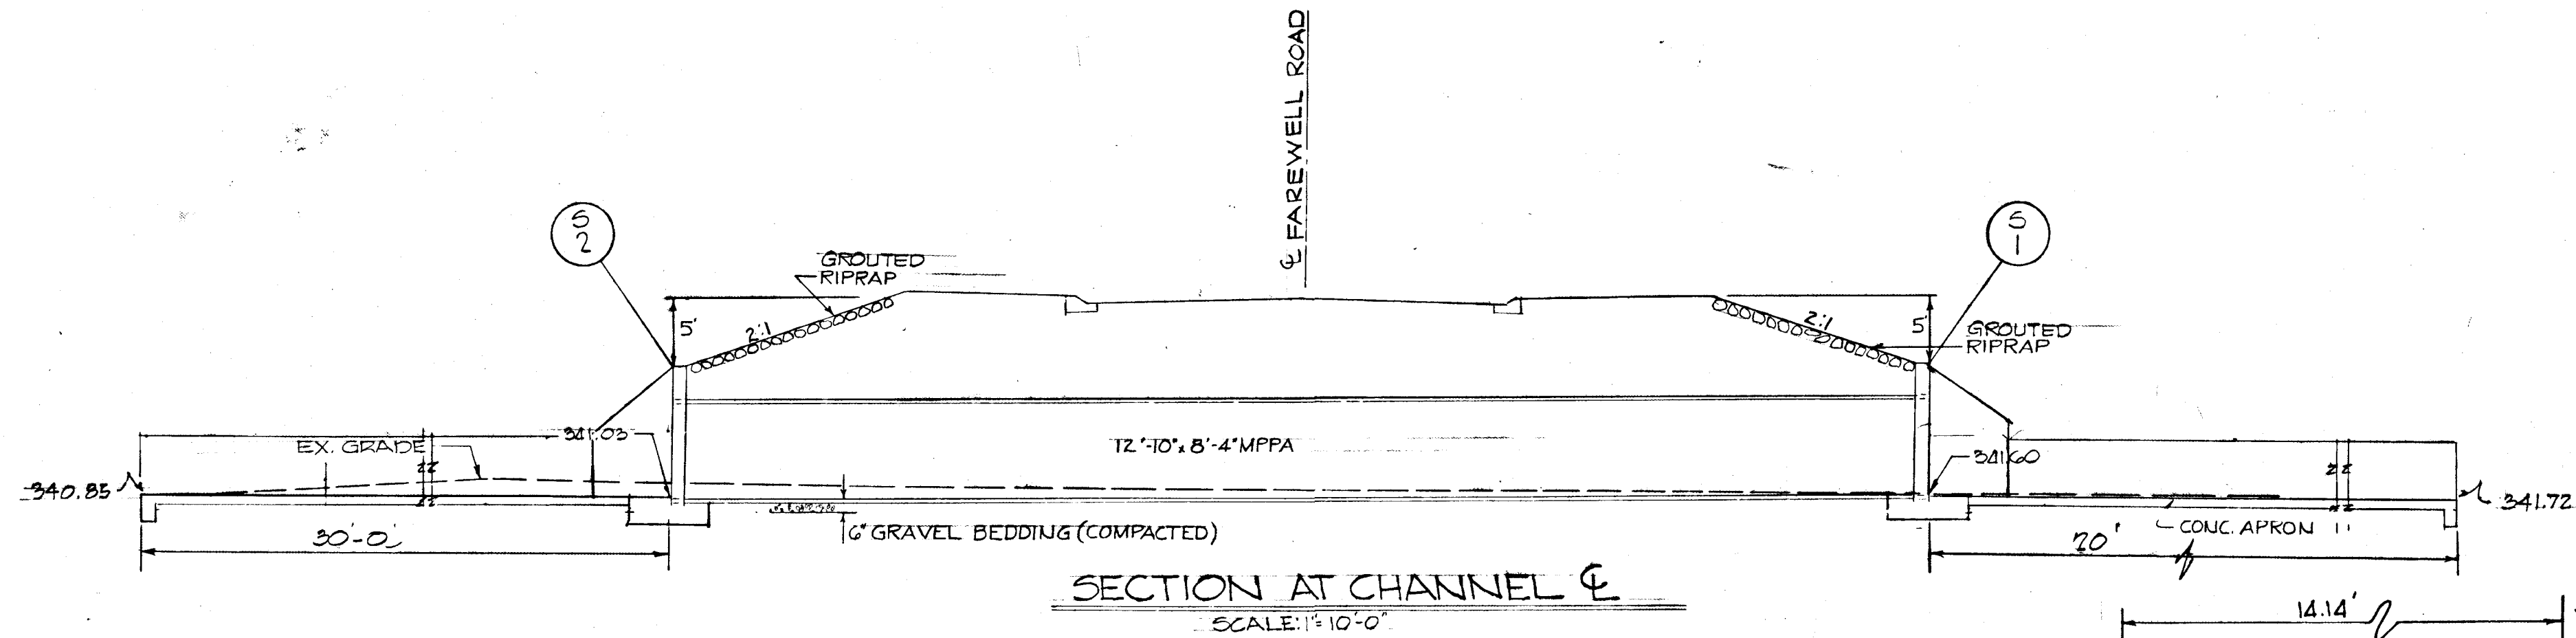 ℄ FAREWELL ROAD
S
2
S
1
GROUTED
RIPRAP
5'
2:1
2:1
5'
GROUTED
RIPRAP
EX. GRADE
341.03
12'-10" x 8'-4" MPPA
341.60
340.85
341.72
6" GRAVEL BEDDING (COMPACTED)
CONC. APRON
30'-0"
20'
SECTION AT CHANNEL ℄
SCALE: 1"=10'-0"
14.14'